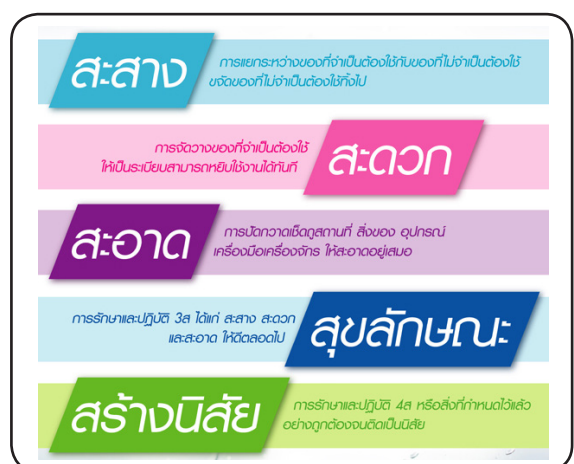 สะสาง
การแยกระหว่างของที่จำเป็นต้องใช้กับของที่ไม่จำเป็นต้องใช้
ขจัดของที่ไม่จำเป็นต้องใช้ทิ้งไป
การจัดวางของที่จำเป็นต้องใช้
ให้เป็นระเบียบสามารถหยิบใช้งานได้ทันที
สะดวก
สะอาด
การปัดกวาดเช็ดถูสถานที่ สิ่งของ อุปกรณ์
เครื่องมือเครื่องจักร ให้สะอาดอยู่เสมอ
การรักษาและปฏิบัติ 3ส ได้แก่ สะสาง สะดวก
และสะอาด ให้ดีตลอดไป
สุขลักษณะ
สร้างนิสัย
การรักษาและปฏิบัติ 4ส หรือสิ่งที่กำหนดไว้แล้ว
อย่างถูกต้องจนติดเป็นนิสัย